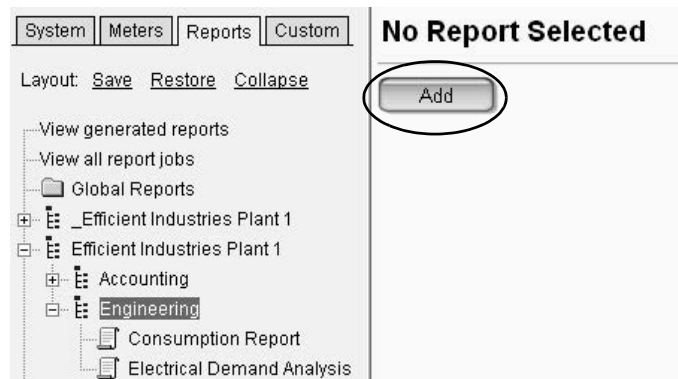 System Meters Reports Custom
Layout: Save Restore Collapse
View generated reports
View all report jobs
Global Reports
_Efficient Industries Plant 1
Efficient Industries Plant 1
Accounting
Engineering
Consumption Report
Electrical Demand Analysis
No Report Selected
Add